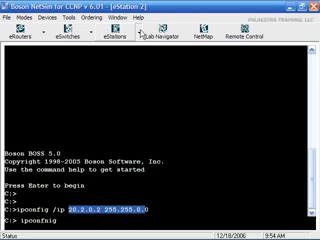 Boson NetSim for CCNP v 6.01 - [eStation 2]
File Modes Devices Tools Ordering Window Help
PALAESTRA TRAINING, LLC
eRouters eSwitches eStations Lab Navigator NetMap Remote Control
Boson BOSS 5.0
Copyright 1998-2005 Boson Software, Inc.
Use the help command to get started
Press Enter to begin
C:>
C:>
C:>ipconfig /ip 20.2.0.2 255.255.0.0
C:> ipconfnig
Status 12/18/2006 9:54 AM